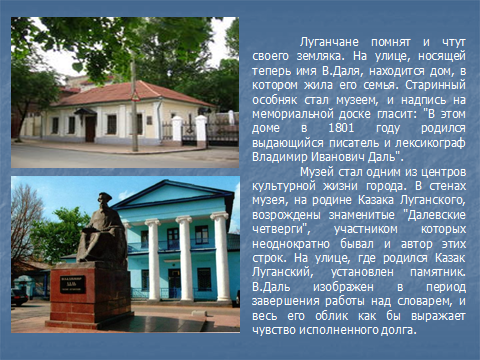 Луганчане помнят и чтут
своего земляка. На улице, носящей
теперь имя В.Даля, находится дом, в
котором жила его семья. Старинный
особняк стал музеем, и надпись на
мемориальной доске гласит: "В этом
доме в 1801 году родился
выдающийся писатель и лексикограф
Владимир Иванович Даль".
Музей стал одним из центров
культурной жизни города. В стенах
музея, на родине Казака Луганского,
возрождены знаменитые "Далевские
четверги", участником которых
неоднократно бывал и автор этих
строк. На улице, где родился Казак
Луганский, установлен памятник.
В.Даль изображен в период
завершения работы над словарем, и
весь его облик как бы выражает
чувство исполненного долга.
ДАЛЬ